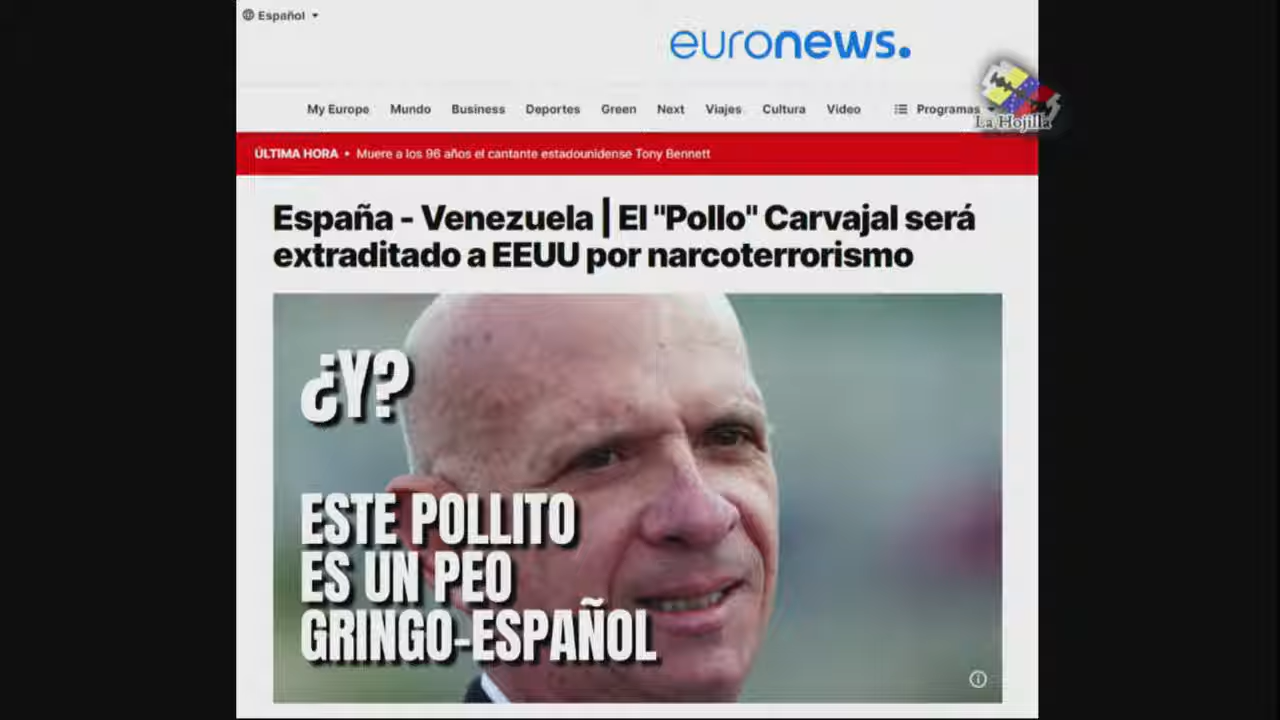 Español
euronews.
My Europe Mundo Business Deportes Green Next Viajes Cultura Video Programas
La Hojilla
ÚLTIMA HORA • Muere a los 96 años el cantante estadounidense Tony Bennett
España - Venezuela | El "Pollo" Carvajal será
extraditado a EEUU por narcoterrorismo
¿Y?
ESTE POLLITO
ES UN PEO
GRINGO-ESPAÑOL